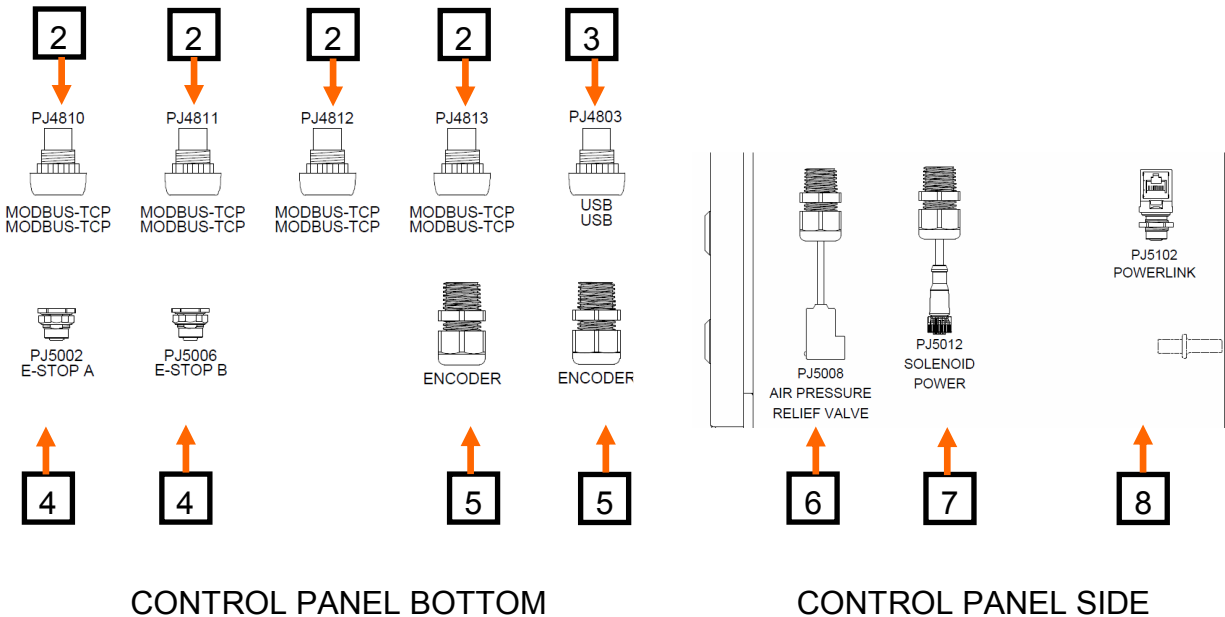 2 2 2 2 3
PJ4810 PJ4811 PJ4812 PJ4813 PJ4803
MODBUS-TCP MODBUS-TCP MODBUS-TCP MODBUS-TCP USB
MODBUS-TCP MODBUS-TCP MODBUS-TCP MODBUS-TCP USB
PJ5002 PJ5006
E-STOP A E-STOP B ENCODER ENCODER
4 4 5 5
CONTROL PANEL BOTTOM
PJ5008
AIR PRESSURE
RELIEF VALVE
PJ5012
SOLENOID
POWER
PJ5102
POWERLINK
6 7 8
CONTROL PANEL SIDE